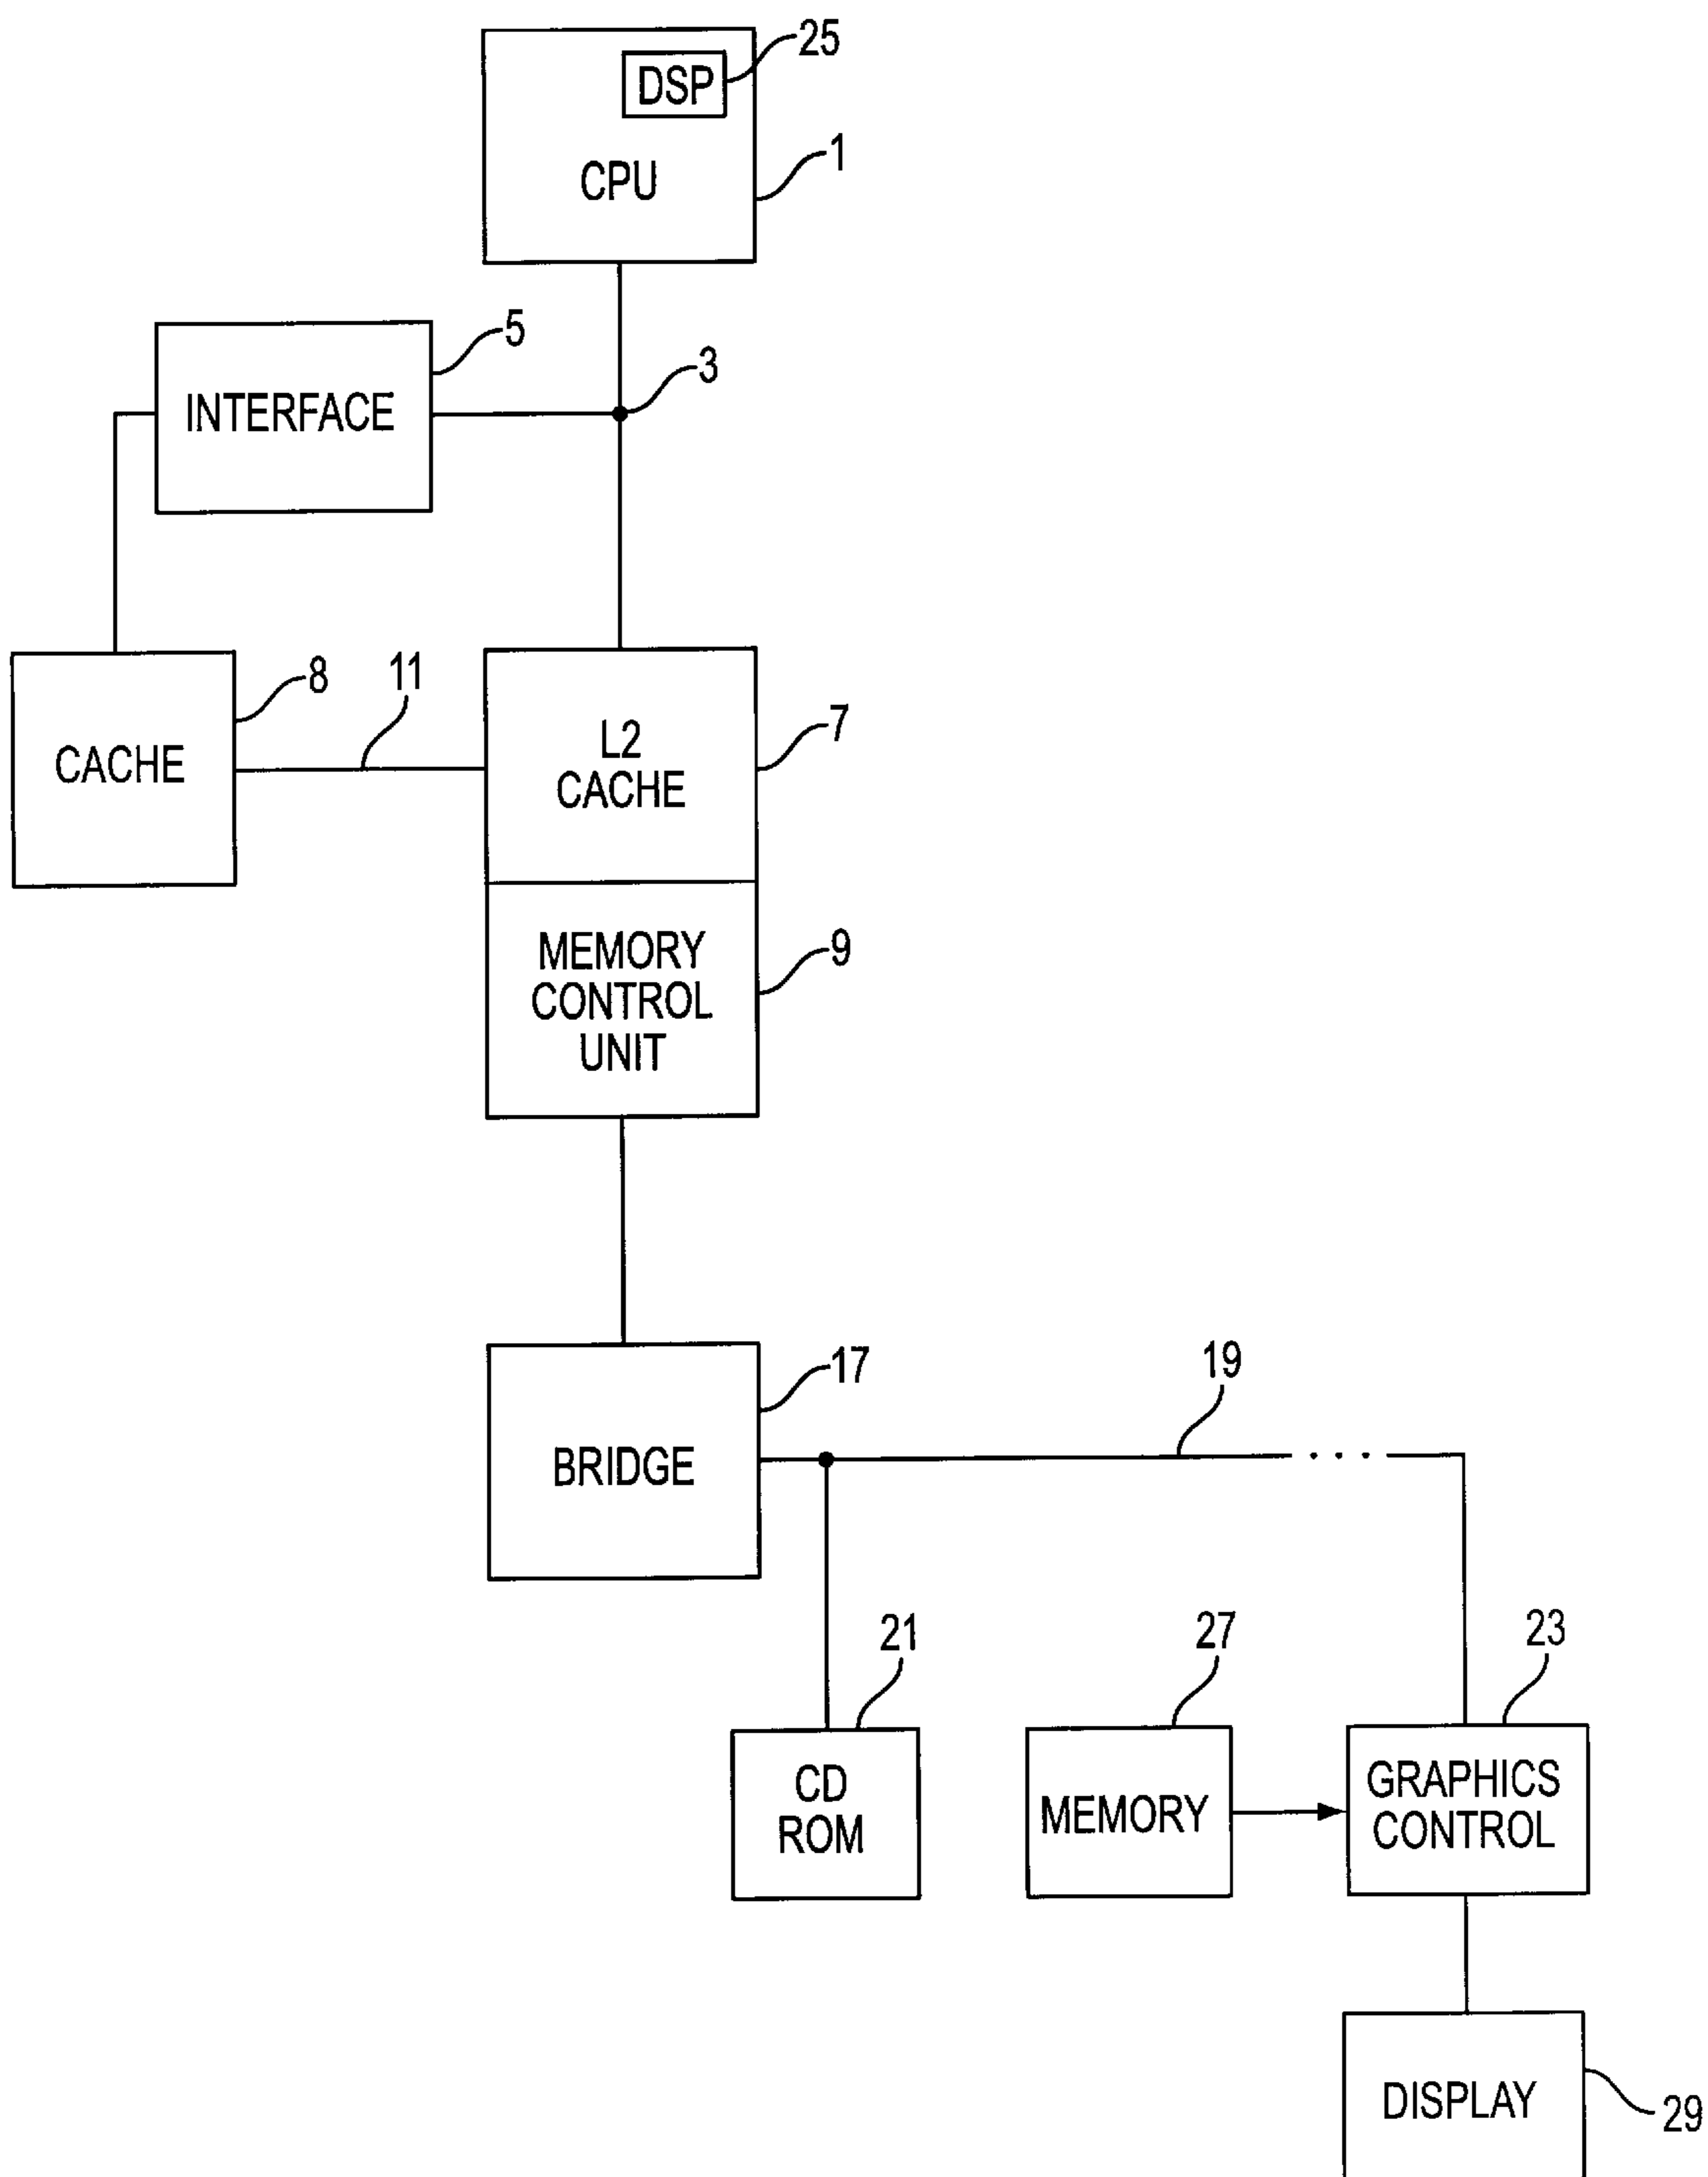 25
DSP
1
CPU
5
3
INTERFACE
8
11
7
L2
CACHE
CACHE
9
MEMORY
CONTROL
UNIT
17
19
BRIDGE
. . .
21
27
23
CD
ROM
MEMORY
GRAPHICS
CONTROL
DISPLAY
29